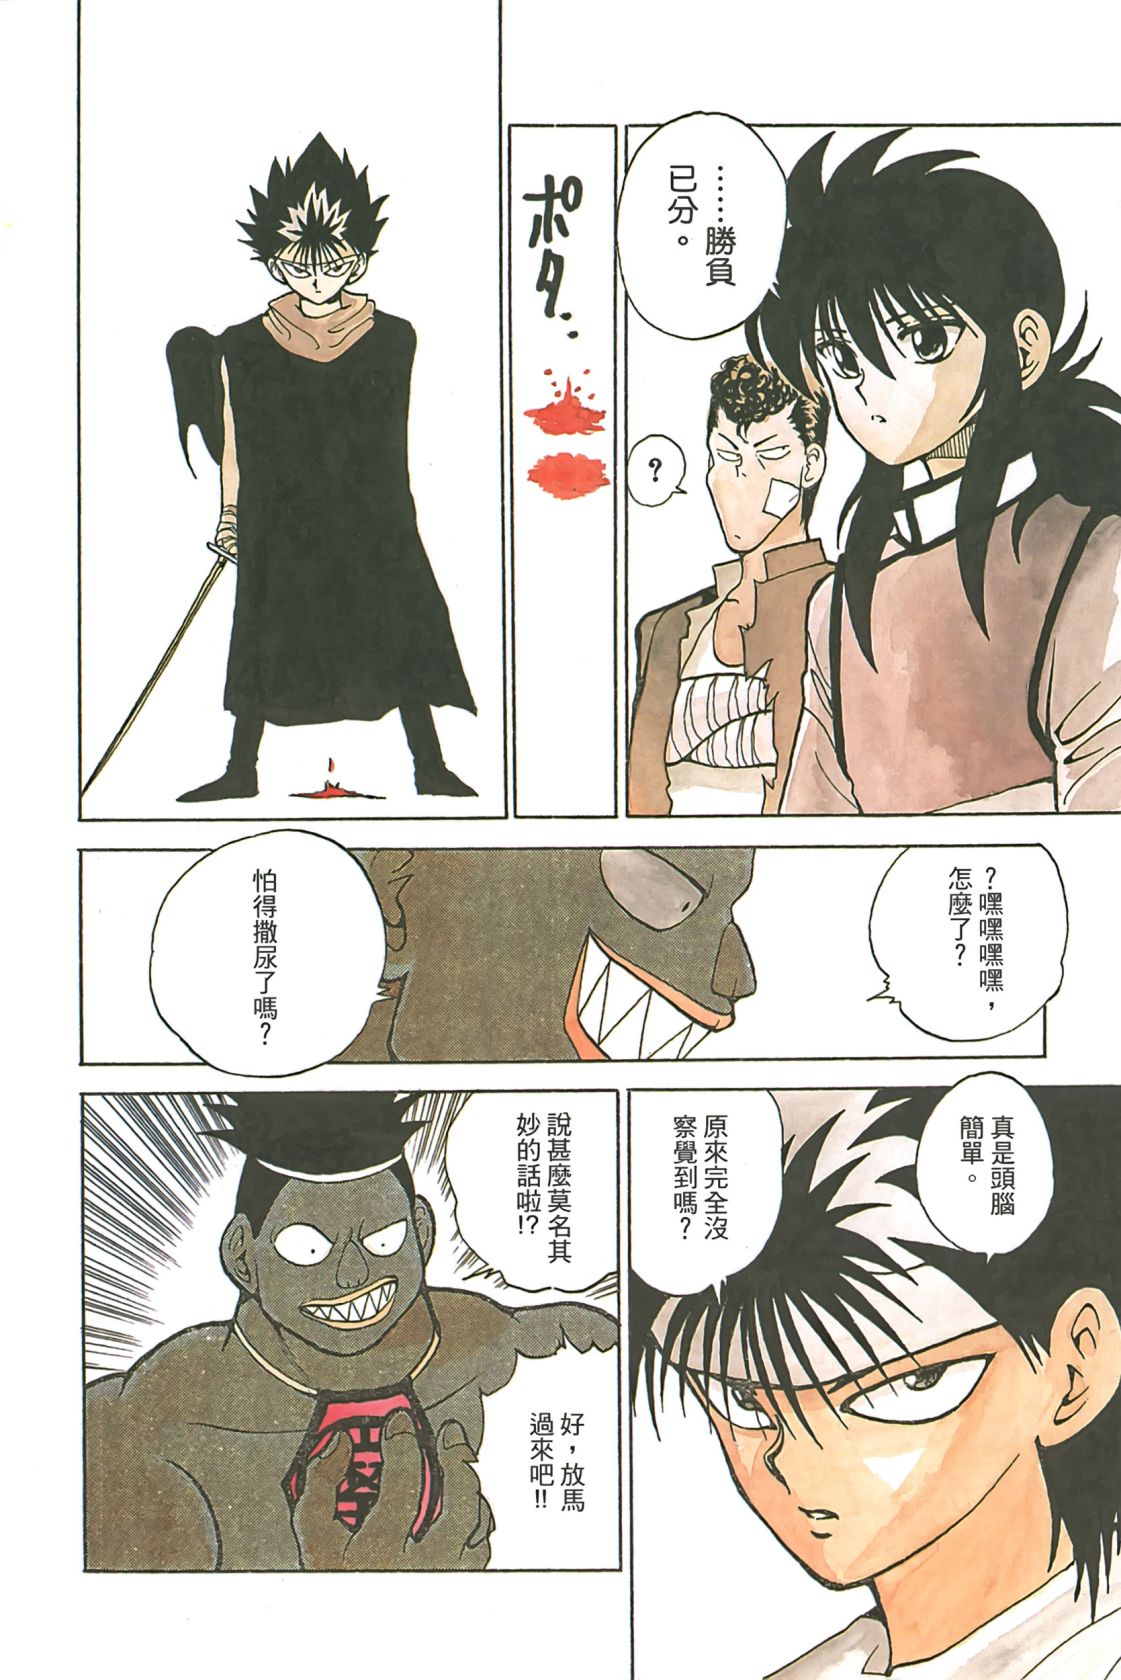 ……勝負
已分。
？
ポタ‥
？嘿嘿嘿嘿，
怎麼了？
怕得撒尿了嗎？
真是頭腦
簡單。
原來完全沒
察覺到嗎？
說甚麼莫名其
妙的話啦!?
好，放馬
過來吧!!